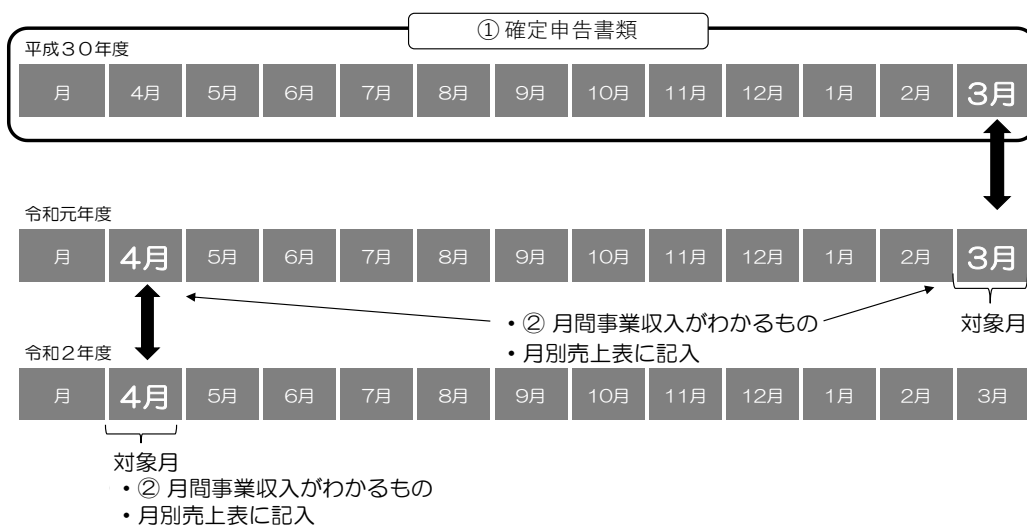 ① 確定申告書類
平成30年度
月 4月 5月 6月 7月 8月 9月 10月 11月 12月 1月 2月 3月
令和元年度
月 4月 5月 6月 7月 8月 9月 10月 11月 12月 1月 2月 3月
・② 月間事業収入がわかるもの
・月別売上表に記入
対象月
令和2年度
月 4月 5月 6月 7月 8月 9月 10月 11月 12月 1月 2月 3月
対象月
・② 月間事業収入がわかるもの
・月別売上表に記入